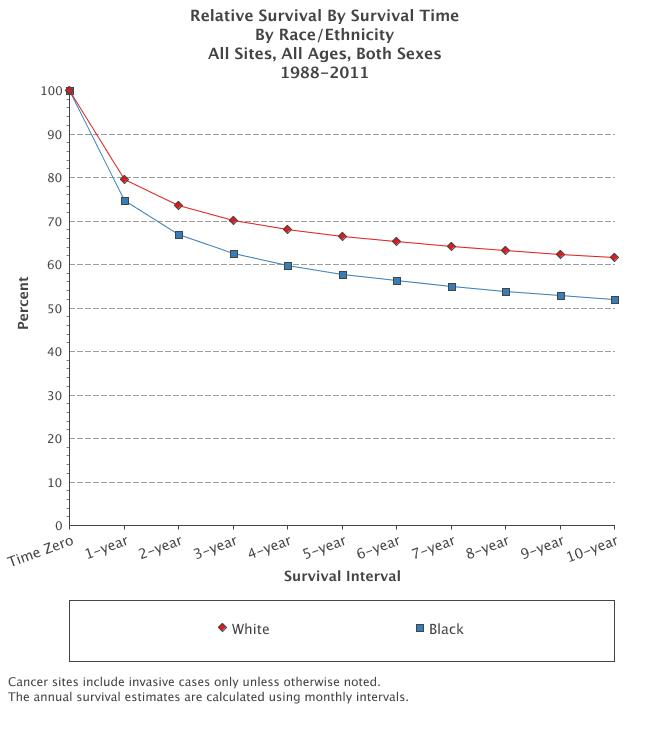 Relative Survival By Survival Time
By Race/Ethnicity
All Sites, All Ages, Both Sexes
1988-2011
100
90
80
70
60
50
40
30
20
10
0
Percent
Time Zero 1-year 2-year 3-year 4-year 5-year 6-year 7-year 8-year 9-year 10-year
Survival Interval
White Black
Cancer sites include invasive cases only unless otherwise noted.
The annual survival estimates are calculated using monthly intervals.